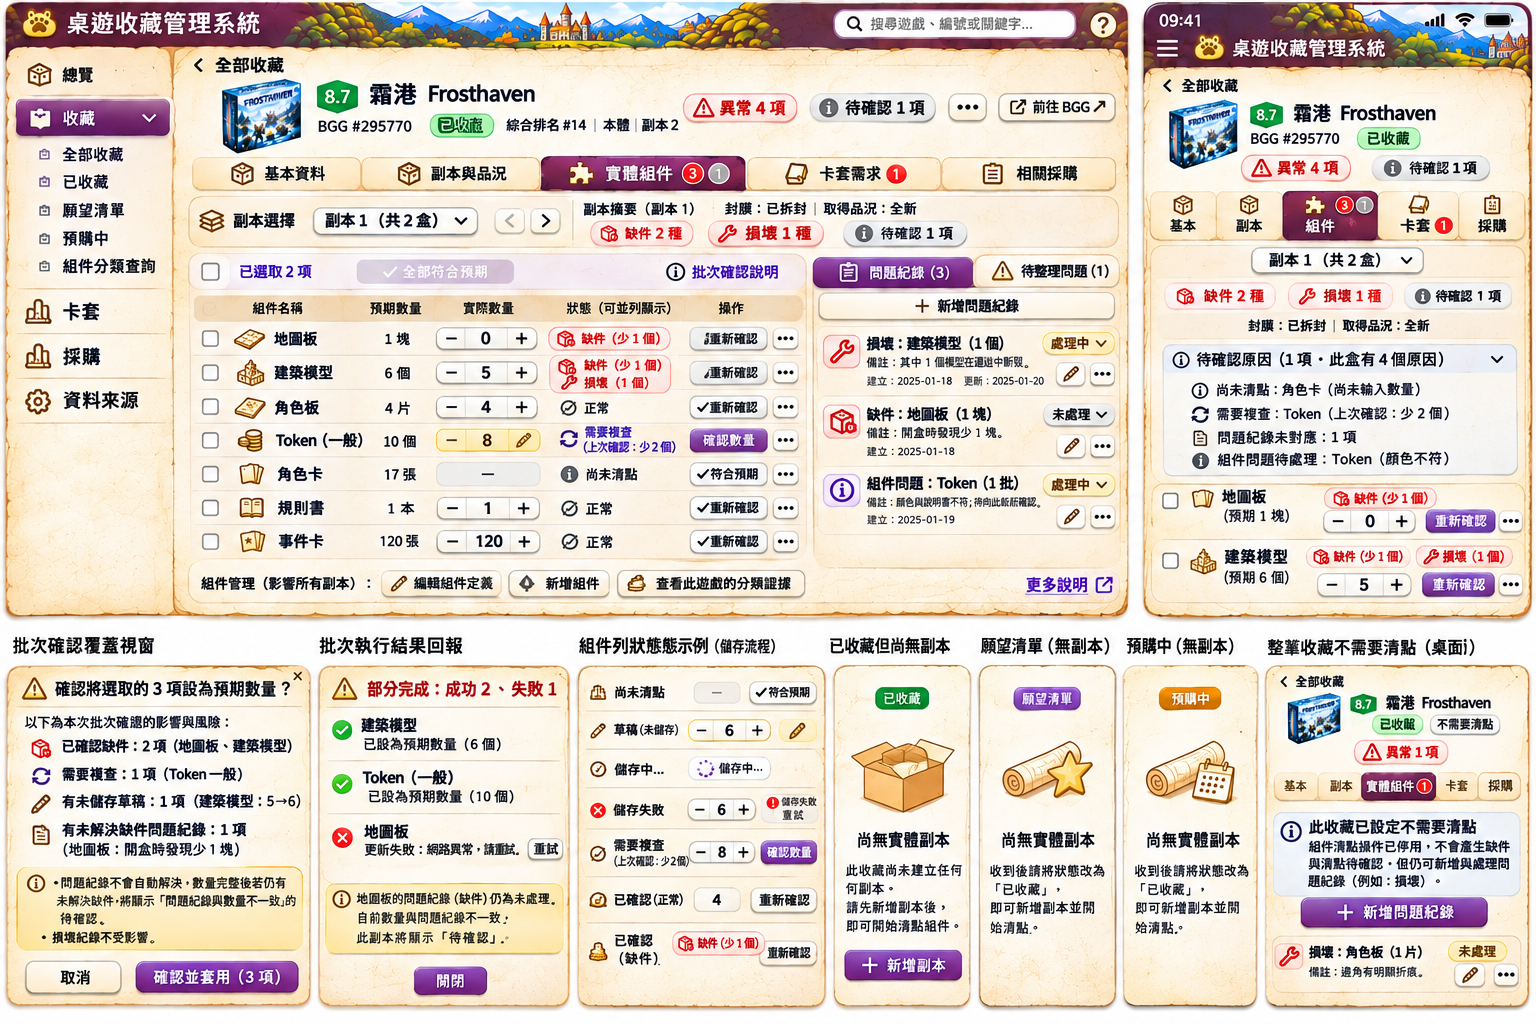 桌遊收藏管理系統
搜尋遊戲、編號或關鍵字...
?
總覽
收藏
全部收藏
已收藏
願望清單
預購中
組件分類查詢
卡套
採購
資料來源
全部收藏
FROSTHAVEN
8.7 霜港 Frosthaven
BGG #295770 已收藏 綜合排名 #14 | 本體 | 副本 2
異常 4 項
待確認 1 項
前往 BGG
基本資料
副本與品況
實體組件 3 1
卡套需求 1
相關採購
副本選擇
副本 1（共 2 盒）
副本摘要（副本 1）
封膜：已拆封 | 取得品況：全新
缺件 2 種
損壞 1 種
待確認 1 項
已選取 2 項
全部符合預期
批次確認說明
組件名稱 預期數量 實際數量 狀態（可並列顯示） 操作
地圖板 1 塊 − 0 + 缺件（少 1 個） 重新確認
建築模型 6 個 − 5 + 缺件（少 1 個） 損壞（1 個） 重新確認
角色板 4 片 − 4 + 正常 重新確認
Token（一般） 10 個 − 8 需要複查（上次確認：少 2 個） 確認數量
角色卡 17 張 — 尚未清點 符合預期
規則書 1 本 − 1 + 正常 重新確認
事件卡 120 張 − 120 + 正常 重新確認
組件管理（影響所有副本）：
編輯組件定義
新增組件
查看此遊戲的分類證據
更多說明
問題紀錄（3）
待整理問題（1）
+ 新增問題紀錄
損壞：建築模型（1 個） 處理中
備註：其中 1 個模型在
建立：2025-01-18 更新：2025-01-20
缺件：地圖板（1 塊） 未處理
備註：開盒時發現少 1 塊。
建立：2025-01-18
組件問題：Token（1 批） 處理中
備註：顏色與說明書不符；
建立：2025-01-19
09:41
桌遊收藏管理系統
全部收藏
FROSTHAVEN
8.7 霜港 Frosthaven
BGG #295770 已收藏
異常 4 項
待確認 1 項
基本
副本
組件 3 1
卡套 1
採購
副本 1（共 2 盒）
缺件 2 種
損壞 1 種
待確認 1 項
封膜：已拆封 | 取得品況：全新
待確認原因（1 項・此盒有 4 個原因）
尚未清點：角色卡（尚未輸入數量）
需要複查：Token（上次確認：少 2 個）
問題紀錄未對應：1 項
組件問題待處理：Token（顏色不符）
地圖板 缺件（少 1 個）
（預期 1 塊） − 0 + 重新確認
建築模型 缺件（少 1 個） 損壞（1 個）
（預期 6 個） − 5 + 重新確認
批次確認覆蓋視窗
確認將選取的 3 項設為預期數量？
以下為本次批次確認的影響與風險：
已確認缺件：2 項（地圖板、建築模型）
需要複查：1 項（Token 一般）
有未儲存草稿：1 項（建築模型：5→6）
有未解決缺件問題紀錄：1 項
（地圖板：開盒時發現少 1 塊）
•問題紀錄不會自動解決，數量完整後若仍有
未解決缺件，將顯示「問題紀錄與數量不一致」的
待確認。
• 損壞紀錄不受影響。
取消
確認並套用（3 項）
批次執行結果回報
部分完成：成功 2、失敗 1
建築模型
已設為預期數量（6 個）
Token（一般）
已設為預期數量（10 個）
地圖板
更新失敗：網路異常，請重試。 重試
地圖板的問題紀錄（缺件）仍為未處理。
目前數量與問題紀錄不一致；
此副本將顯示「待確認」。
關閉
組件列狀態態示例（儲存流程）
尚未清點 — 符合預期
草稿（未儲存） − 6 +
儲存中... 儲存中...
儲存失敗 − 6 + 儲存失敗 重試
需要複查
（上次確認：少2個） − 8 + 確認數量
已確認（正常） 4 重新確認
已確認
（缺件） 缺件（少 1 個） 重新確認
已收藏但尚無副本
已收藏
尚無實體副本
此收藏尚未建立任何
何副本。
請先新增副本後，
即可開始清點組件。
+ 新增副本
願望清單（無副本）
願望清單
尚無實體副本
收到後請將狀態改為
「已收藏」，
即可新增副本並開
始清點。
預購中（無副本）
預購中
尚無實體副本
收到後請將狀態改為
「已收藏」，
即可新增副本並開
始清點。
收藏不需要清點（桌面）
全部收藏
8.7 霜港 Frosthaven
已收藏 不需要清點
異常 1 項
基本
副本
實體組件 1
卡套
採購
此收藏已設定不需要清點
組件清點操作已停用，不會產生缺件
與清點待確認，但仍可新增與處理問
題紀錄（例如：損壞）。
+ 新增問題紀錄
損壞：角色板（1 片） 未處理
備註：邊角有明顯折痕。